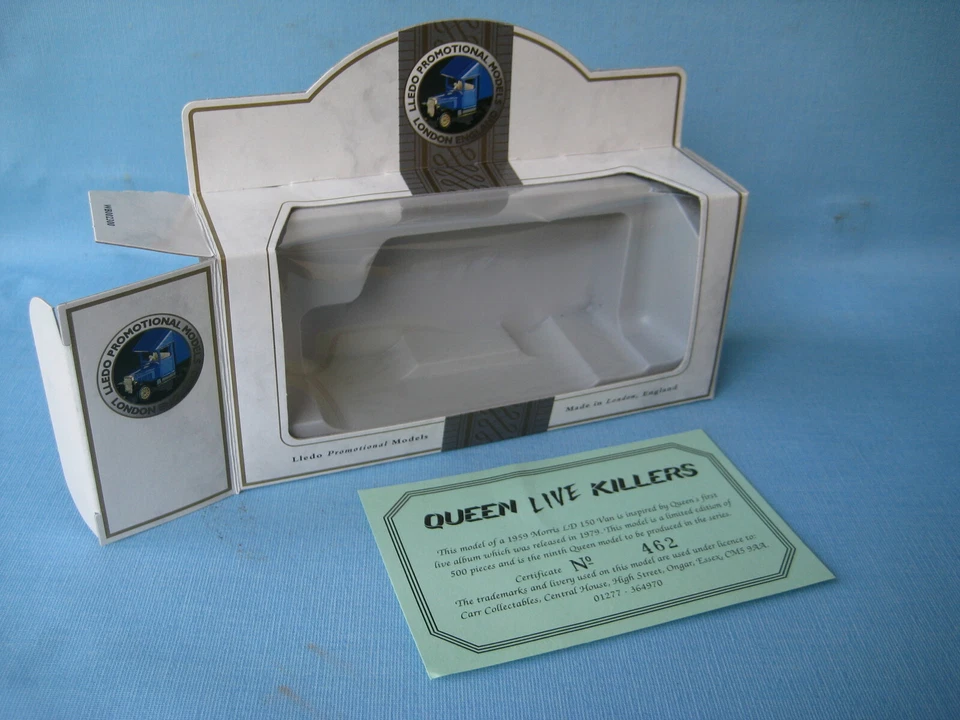 LLEDO PROMOTIONAL MODELS
LONDON ENGLAND
LLEDO PROMOTIONAL MODELS
LONDON ENGLAND
Lledo Promotional Models
Made in London, England
QUEEN LIVE KILLERS
This model of a 1959 Morris LD 150 Van is inspired by Queen's first
live album which was released in 1979. This model is a limited edition of
500 pieces and is the ninth Queen model to be produced in the series.
Certificate Nº 462
The trademarks and livery used on this model are used under licence to:
Carr Collectables, Central House, High Street, Ongar, Essex, CM5 9AA
01277 - 364970